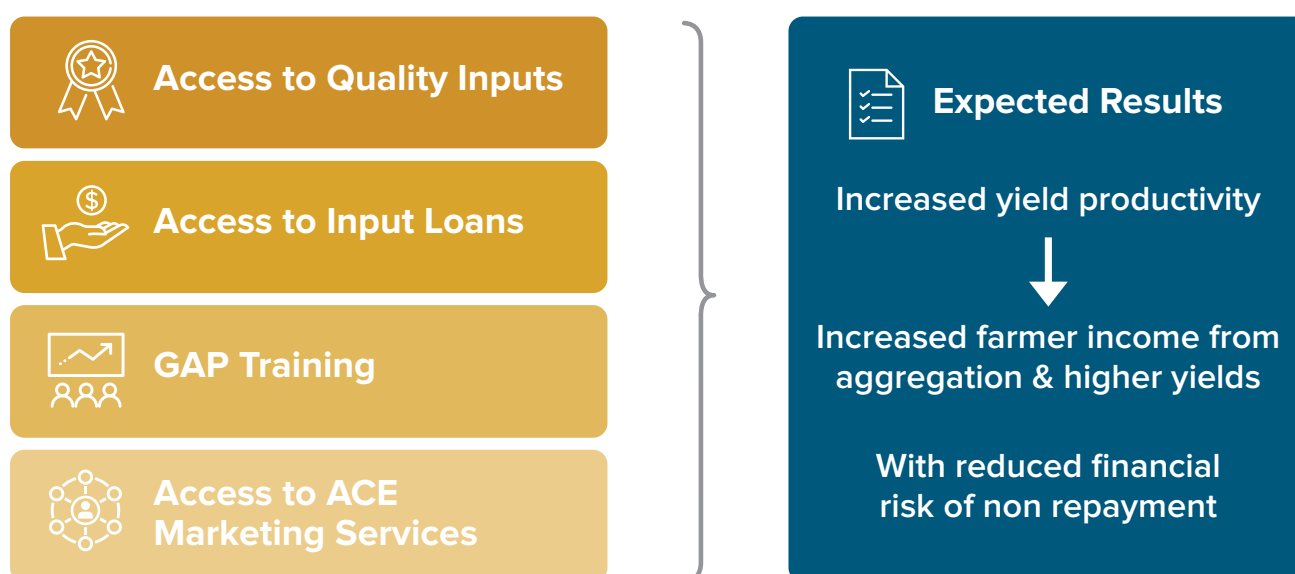 Access to Quality Inputs
Access to Input Loans
GAP Training
Access to ACE
Marketing Services
Expected Results
Increased yield productivity
Increased farmer income from
aggregation & higher yields
With reduced financial
risk of non repayment